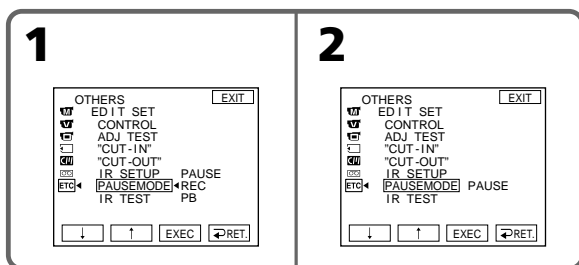 1
OTHERS EXIT
EDIT SET
CONTROL
ADJ TEST
"CUT-IN"
"CUT-OUT"
IR SETUP PAUSE
ETC PAUSEMODE REC
IR TEST PB
↓ ↑ EXEC RET.
2
OTHERS EXIT
EDIT SET
CONTROL
ADJ TEST
"CUT-IN"
"CUT-OUT"
IR SETUP
ETC PAUSEMODE PAUSE
IR TEST
↓ ↑ EXEC RET.